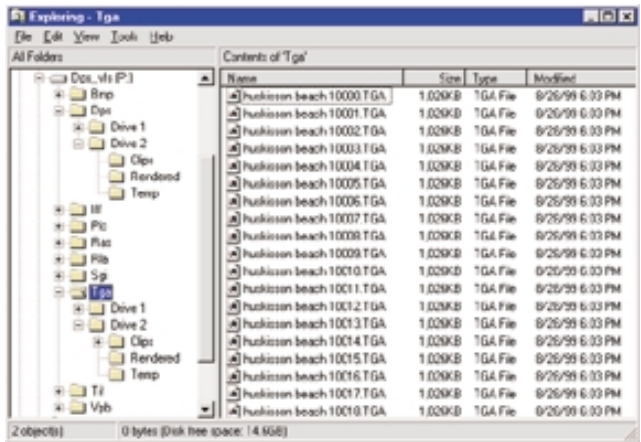 Exploring - Tga
File Edit View Tools Help
All Folders
Contents of 'Tga'
Dps_vfs (P:)
Bmp
Dps
Drive 1
Drive 2
Clips
Rendered
Temp
Iff
Pic
Ras
Rla
Sgi
Tga
Drive 1
Drive 2
Clips
Rendered
Temp
Tif
Vpb
Name Size Type Modified
huskisson beach 10000.TGA 1,026KB TGA File 8/26/99 6:03 PM
huskisson beach 10001.TGA 1,026KB TGA File 8/26/99 6:03 PM
huskisson beach 10002.TGA 1,026KB TGA File 8/26/99 6:03 PM
huskisson beach 10003.TGA 1,026KB TGA File 8/26/99 6:03 PM
huskisson beach 10004.TGA 1,026KB TGA File 8/26/99 6:03 PM
huskisson beach 10005.TGA 1,026KB TGA File 8/26/99 6:03 PM
huskisson beach 10006.TGA 1,026KB TGA File 8/26/99 6:03 PM
huskisson beach 10007.TGA 1,026KB TGA File 8/26/99 6:03 PM
huskisson beach 10008.TGA 1,026KB TGA File 8/26/99 6:03 PM
huskisson beach 10009.TGA 1,026KB TGA File 8/26/99 6:03 PM
huskisson beach 10010.TGA 1,026KB TGA File 8/26/99 6:03 PM
huskisson beach 10011.TGA 1,026KB TGA File 8/26/99 6:03 PM
huskisson beach 10012.TGA 1,026KB TGA File 8/26/99 6:03 PM
huskisson beach 10013.TGA 1,026KB TGA File 8/26/99 6:03 PM
huskisson beach 10014.TGA 1,026KB TGA File 8/26/99 6:03 PM
huskisson beach 10015.TGA 1,026KB TGA File 8/26/99 6:03 PM
huskisson beach 10016.TGA 1,026KB TGA File 8/26/99 6:03 PM
huskisson beach 10017.TGA 1,026KB TGA File 8/26/99 6:03 PM
huskisson beach 10018.TGA 1,026KB TGA File 8/26/99 6:03 PM
2 object(s) 0 bytes (Disk free space: 14.6GB)